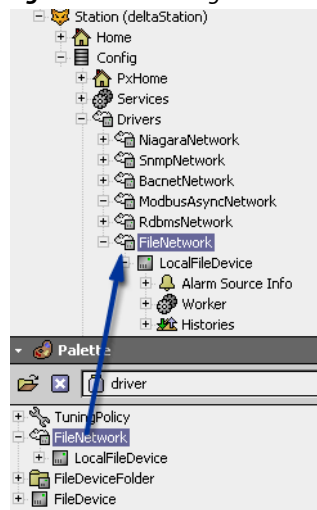 Station (deltaStation)
Home
Config
PxHome
Services
Drivers
NiagaraNetwork
SnmpNetwork
BacnetNetwork
ModbusAsyncNetwork
RdbmsNetwork
FileNetwork
LocalFileDevice
Alarm Source Info
Worker
Histories
Palette
driver
TuningPolicy
FileNetwork
LocalFileDevice
FileDeviceFolder
FileDevice